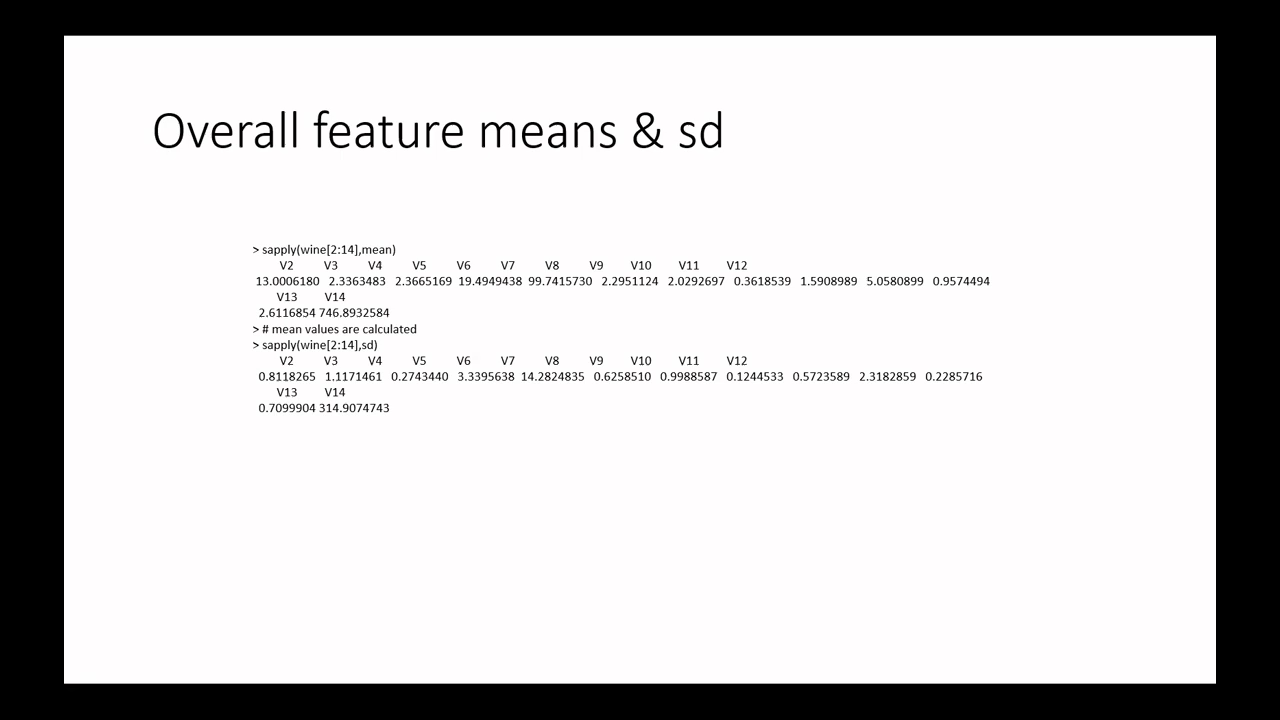 Overall feature means & sd
> sapply(wine[2:14],mean)
V2 V3 V4 V5 V6 V7 V8 V9 V10 V11 V12
13.0006180 2.3363483 2.3665169 19.4949438 99.7415730 2.2951124 2.0292697 0.3618539 1.5908989 5.0580899 0.9574494
V13 V14
2.6116854 746.8932584
> # mean values are calculated
> sapply(wine[2:14],sd)
V2 V3 V4 V5 V6 V7 V8 V9 V10 V11 V12
0.8118265 1.1171461 0.2743440 3.3395638 14.2824835 0.6258510 0.9988587 0.1244533 0.5723589 2.3182859 0.2285716
V13 V14
0.7099904 314.9074743